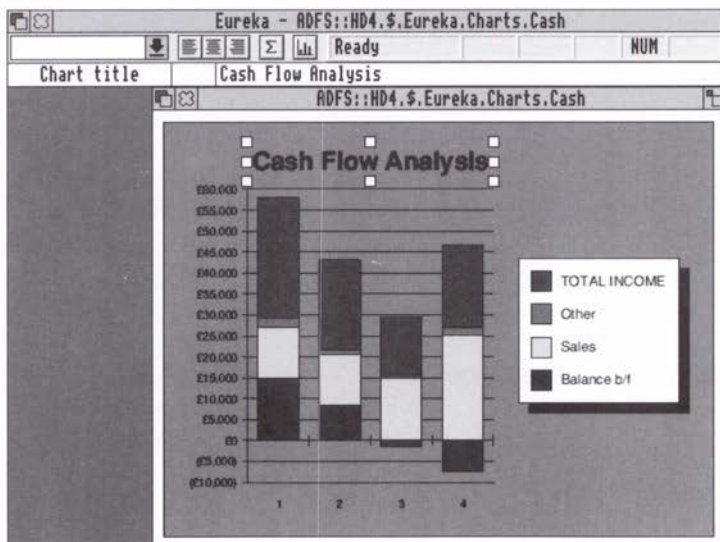 Eureka - ADFS::HD4.$.Eureka.Charts.Cash
Σ Ready NUM
Chart title Cash Flow Analysis
ADFS::HD4.$.Eureka.Charts.Cash
Cash Flow Analysis
£60,000
£55,000
£50,000
£45,000
£40,000
£35,000
£30,000
£25,000
£20,000
£15,000
£10,000
£5,000
£0
(£5,000)
(£10,000)
1 2 3 4
TOTAL INCOME
Other
Sales
Balance b/f